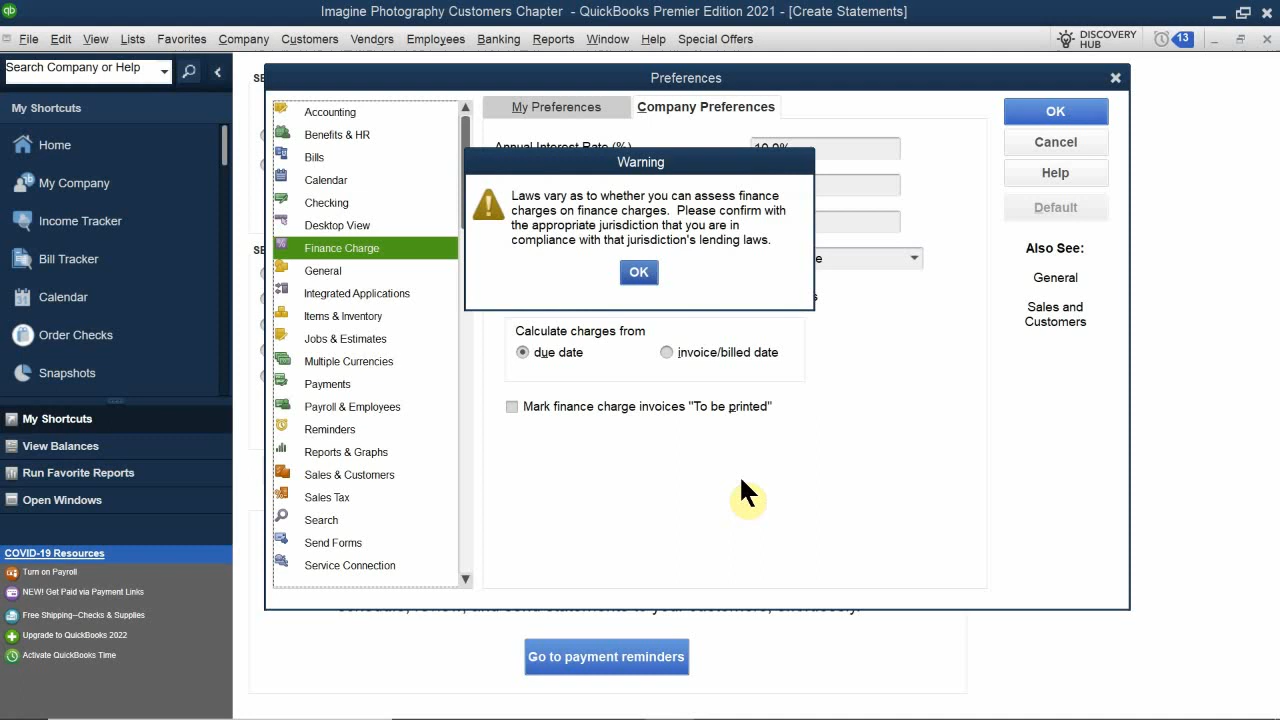 Imagine Photography Customers Chapter - QuickBooks Premier Edition 2021 - [Create Statements]
File Edit View Lists Favorites Company Customers Vendors Employees Banking Reports Window Help Special Offers
DISCOVERY
HUB
13
Search Company or Help
My Shortcuts
Home
My Company
Income Tracker
Bill Tracker
Calendar
Order Checks
Snapshots
My Shortcuts
View Balances
Run Favorite Reports
Open Windows
COVID-19 Resources
Turn on Payroll
NEW! Get Paid via Payment Links
Free Shipping--Checks & Supplies
Upgrade to QuickBooks 2022
Activate QuickBooks Time
Preferences
Accounting
Benefits & HR
Bills
Calendar
Checking
Desktop View
Finance Charge
General
Integrated Applications
Items & Inventory
Jobs & Estimates
Multiple Currencies
Payments
Payroll & Employees
Reminders
Reports & Graphs
Sales & Customers
Sales Tax
Search
Send Forms
Service Connection
My Preferences
Company Preferences
Annual Interest Rate (%)
Warning
Laws vary as to whether you can assess finance
charges on finance charges. Please confirm with
the appropriate jurisdiction that you are in
compliance with that jurisdiction's lending laws.
OK
Calculate charges from
due date
invoice/billed date
Mark finance charge invoices "To be printed"
OK
Cancel
Help
Default
Also See:
General
Sales and
Customers
Go to payment reminders